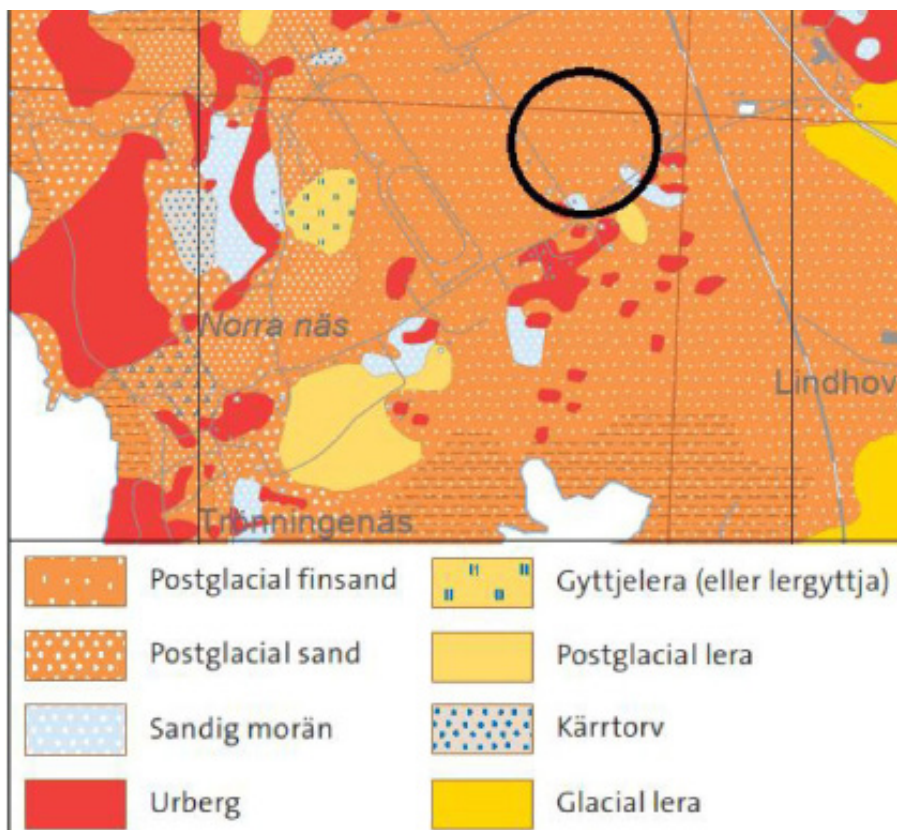 Norra näs
Lindhov
Trönningenäs
Postglacial finsand
Gyttjelera (eller lergyttja)
Postglacial sand
Postglacial lera
Sandig morän
Kärrtorv
Urberg
Glacial lera